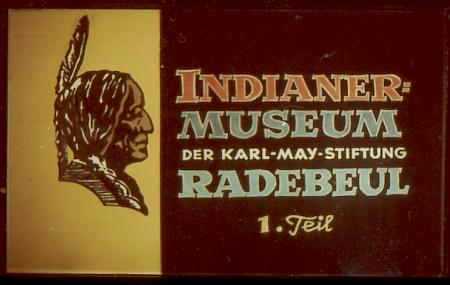 INDIANER=
MUSEUM
DER KARL-MAY-STIFTUNG
RADEBEUL
1. Teil